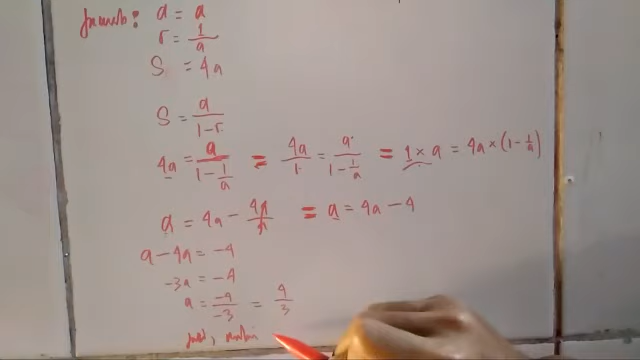 Jawab: a = a
r = 1/a
S = 4a
S = a/(1-r)
4a = a/(1 - 1/a) = 4a/1 = a/(1 - 1/a) = 1 × a = 4a × (1 - 1/a)
a = 4a - 4a/a = a = 4a - 4
a - 4a = -4
-3a = -4
a = -4/-3 = 4/3
Jadi,